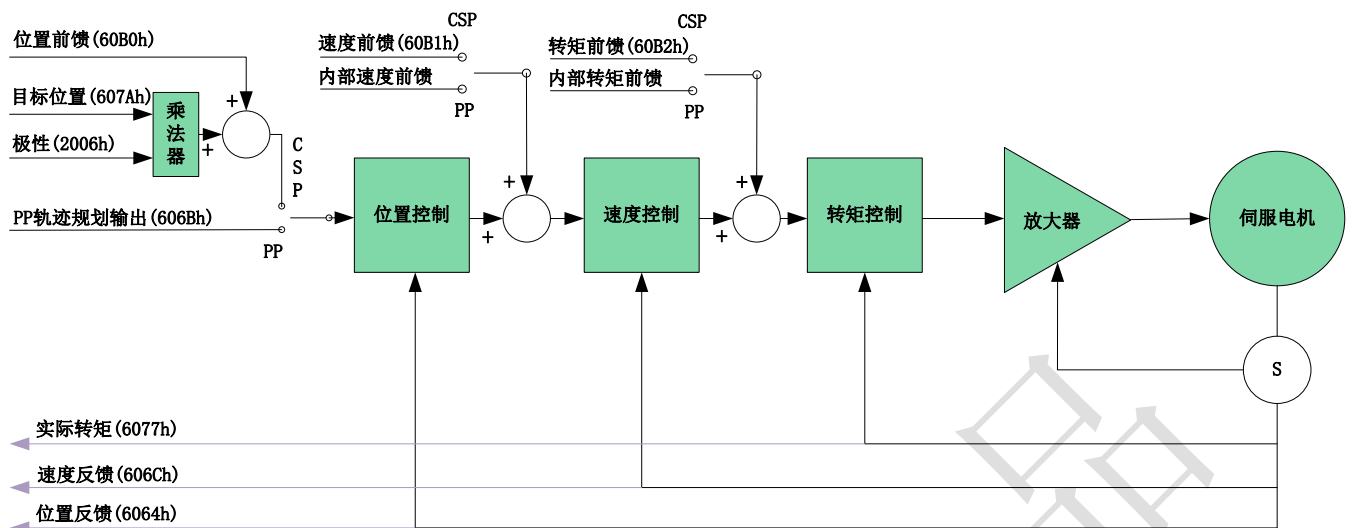 CSP
CSP
位置前馈(60B0h)
速度前馈(60B1h)
转矩前馈(60B2h)
内部速度前馈
内部转矩前馈
PP
PP
目标位置(607Ah)
极性(2006h)
乘
法
器
+
+
C
S
P
PP轨迹规划输出(606Bh)
PP
位置控制
+
+
速度控制
+
+
转矩控制
放大器
伺服电机
S
实际转矩(6077h)
速度反馈(606Ch)
位置反馈(6064h)